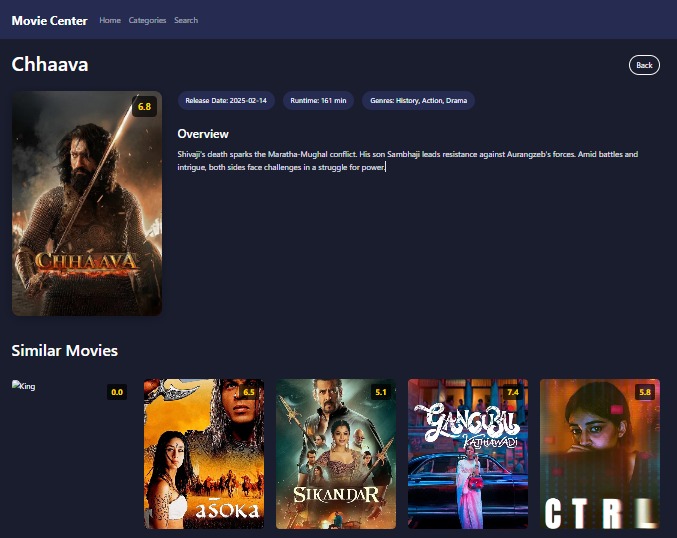 Movie Center Home Categories Search
Chhaava
Back
6.8
CHHAAVA
Release Date: 2025-02-14 Runtime: 161 min Genres: History, Action, Drama
Overview
Shivaji's death sparks the Maratha-Mughal conflict. His son Sambhaji leads resistance against Aurangzeb's forces. Amid battles and
intrigue, both sides face challenges in a struggle for power.
Similar Movies
King 0.0
6.5
aśoka
5.1
SIKANDAR
7.4
GANGUBAI
KATHIAWADI
5.8
CTRL